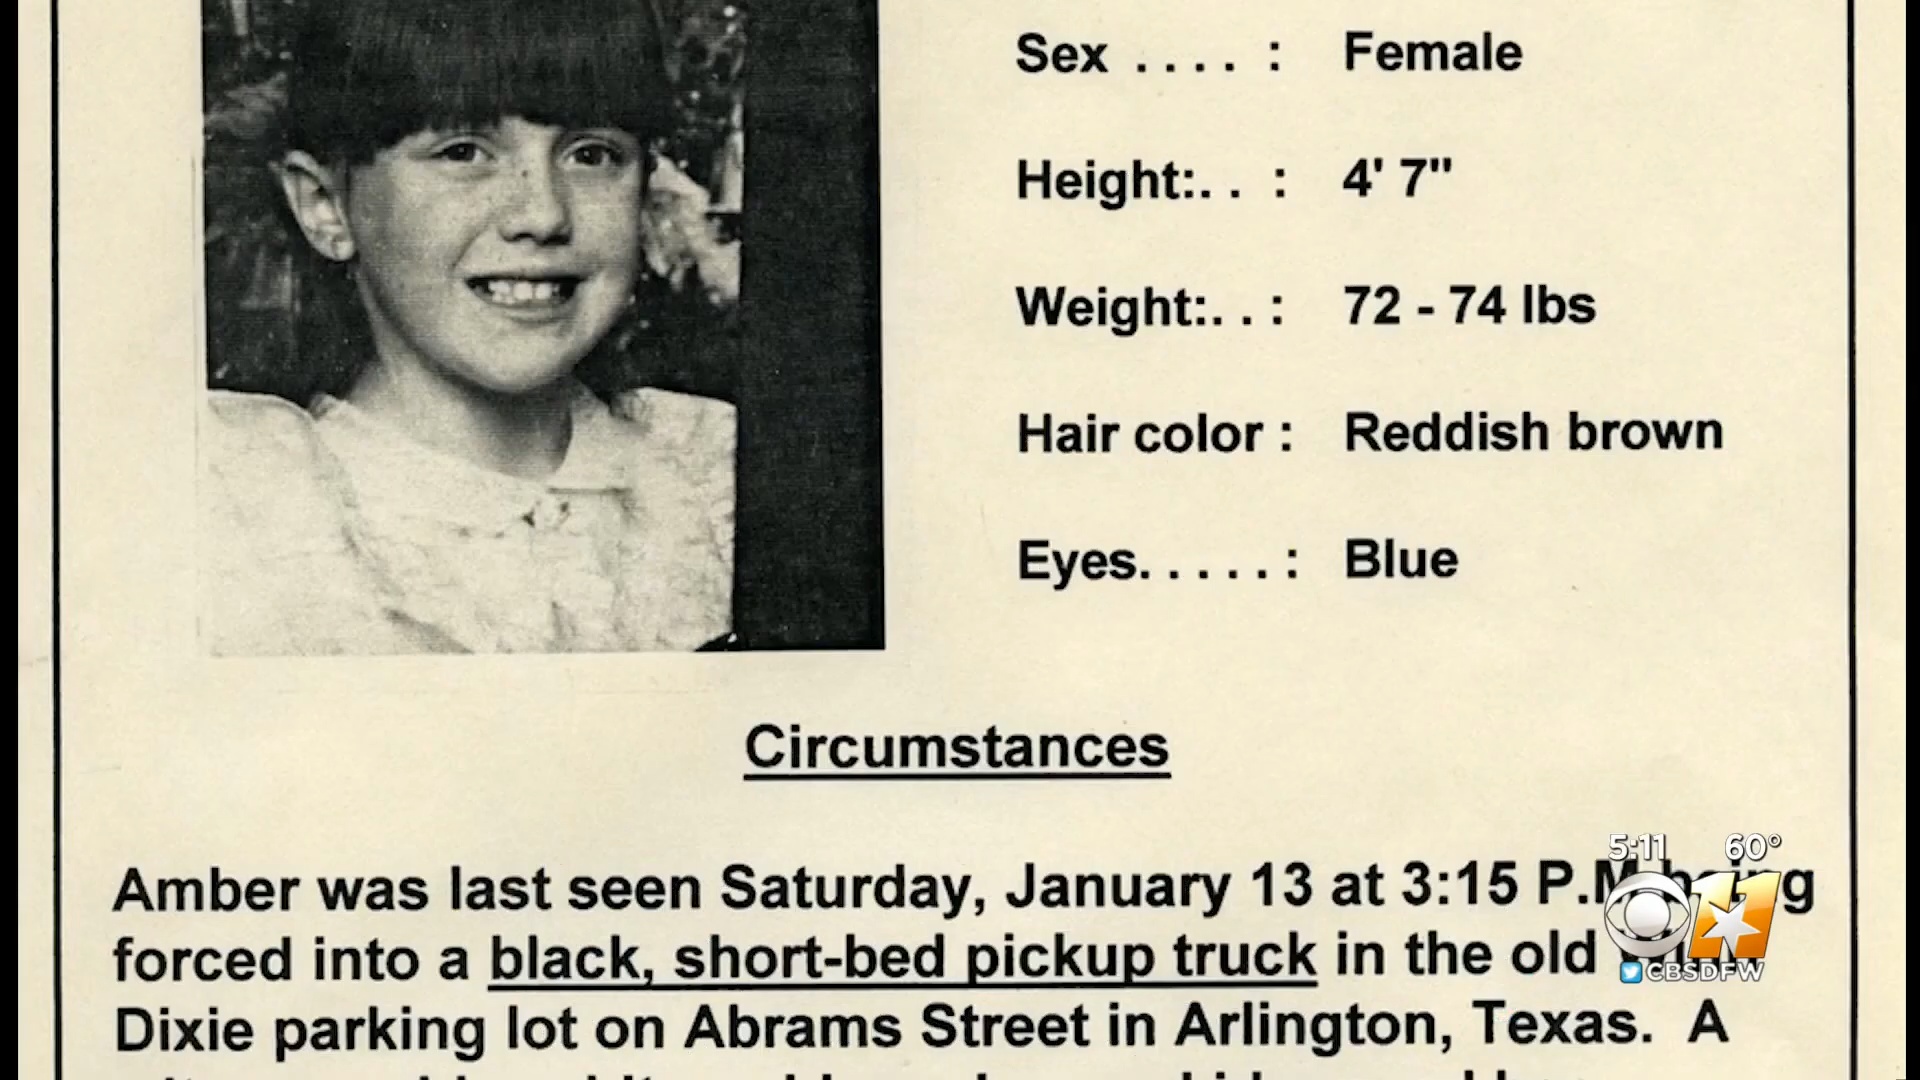 Sex . . . . : Female
Height:. . : 4' 7"
Weight:. . : 72 - 74 lbs
Hair color : Reddish brown
Eyes. . . . . : Blue
Circumstances
Amber was last seen Saturday, January 13 at 3:15 P.M being
forced into a black, short-bed pickup truck in the old
Dixie parking lot on Abrams Street in Arlington, Texas. A
5:11 60°
11
CBSDFW